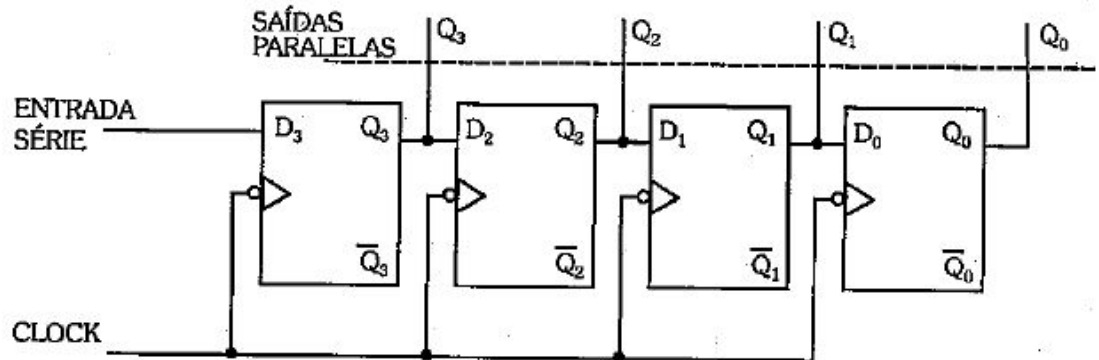 SAÍDAS
PARALELAS
Q₃ Q₂ Q₁ Q₀
ENTRADA
SÉRIE
D₃ Q₃ D₂ Q₂ D₁ Q₁ D₀ Q₀
Q̅₃ Q̅₂ Q̅₁ Q̅₀
CLOCK